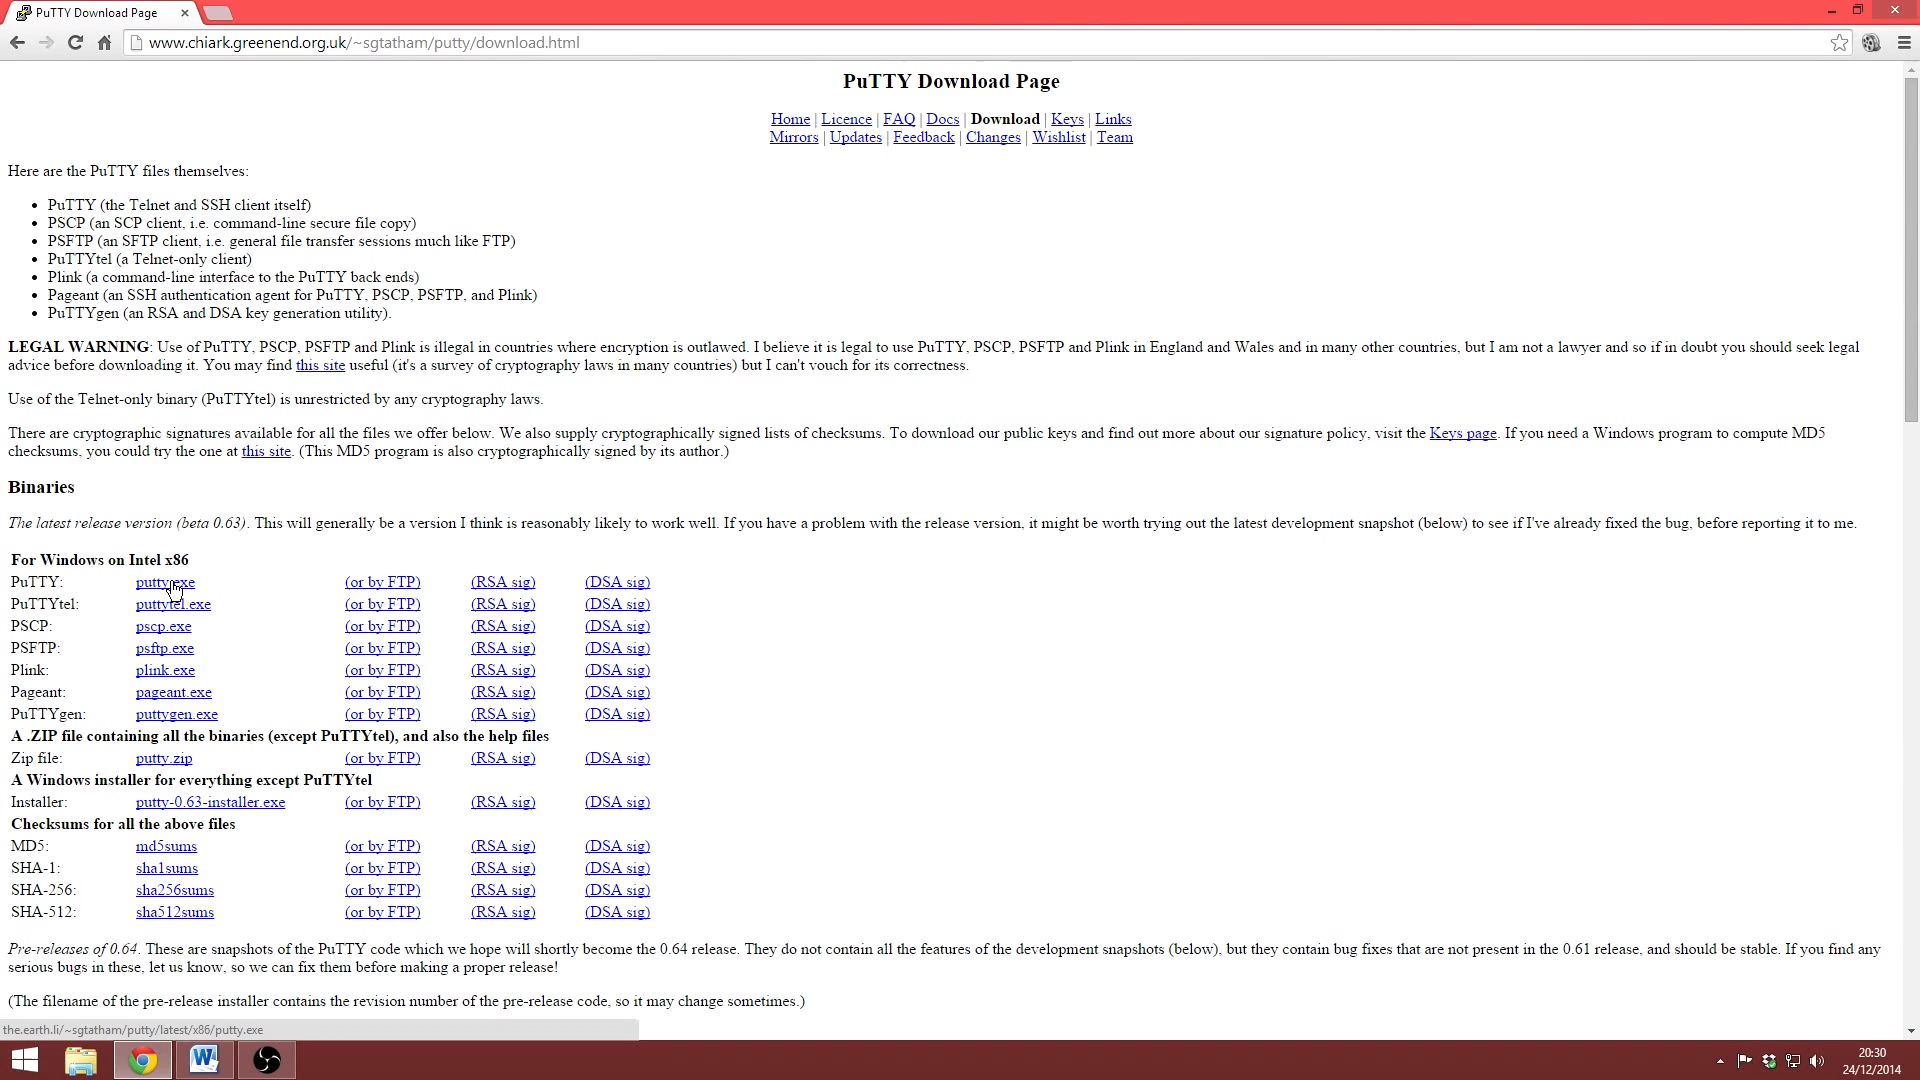 PuTTY Download Page
www.chiark.greenend.org.uk/~sgtatham/putty/download.html
PuTTY Download Page
Home | Licence | FAQ | Docs | Download | Keys | Links
Mirrors | Updates | Feedback | Changes | Wishlist | Team
Here are the PuTTY files themselves:
• PuTTY (the Telnet and SSH client itself)
• PSCP (an SCP client, i.e. command-line secure file copy)
• PSFTP (an SFTP client, i.e. general file transfer sessions much like FTP)
• PuTTYtel (a Telnet-only client)
• Plink (a command-line interface to the PuTTY back ends)
• Pageant (an SSH authentication agent for PuTTY, PSCP, PSFTP, and Plink)
• PuTTYgen (an RSA and DSA key generation utility).
LEGAL WARNING: Use of PuTTY, PSCP, PSFTP and Plink is illegal in countries where encryption is outlawed. I believe it is legal to use PuTTY, PSCP, PSFTP and Plink in England and Wales and in many other countries, but I am not a lawyer and so if in doubt you should seek legal
advice before downloading it. You may find this site useful (it's a survey of cryptography laws in many countries) but I can't vouch for its correctness.
Use of the Telnet-only binary (PuTTYtel) is unrestricted by any cryptography laws.
There are cryptographic signatures available for all the files we offer below. We also supply cryptographically signed lists of checksums. To download our public keys and find out more about our signature policy, visit the Keys page. If you need a Windows program to compute MD5
checksums, you could try the one at this site. (This MD5 program is also cryptographically signed by its author.)
Binaries
The latest release version (beta 0.63). This will generally be a version I think is reasonably likely to work well. If you have a problem with the release version, it might be worth trying out the latest development snapshot (below) to see if I've already fixed the bug, before reporting it to me.
For Windows on Intel x86
PuTTY: putty.exe (or by FTP) (RSA sig) (DSA sig)
PuTTYtel: puttytel.exe (or by FTP) (RSA sig) (DSA sig)
PSCP: pscp.exe (or by FTP) (RSA sig) (DSA sig)
PSFTP: psftp.exe (or by FTP) (RSA sig) (DSA sig)
Plink: plink.exe (or by FTP) (RSA sig) (DSA sig)
Pageant: pageant.exe (or by FTP) (RSA sig) (DSA sig)
PuTTYgen: puttygen.exe (or by FTP) (RSA sig) (DSA sig)
A .ZIP file containing all the binaries (except PuTTYtel), and also the help files
Zip file: putty.zip (or by FTP) (RSA sig) (DSA sig)
A Windows installer for everything except PuTTYtel
Installer: putty-0.63-installer.exe (or by FTP) (RSA sig) (DSA sig)
Checksums for all the above files
MD5: md5sums (or by FTP) (RSA sig) (DSA sig)
SHA-1: sha1sums (or by FTP) (RSA sig) (DSA sig)
SHA-256: sha256sums (or by FTP) (RSA sig) (DSA sig)
SHA-512: sha512sums (or by FTP) (RSA sig) (DSA sig)
Pre-releases of 0.64. These are snapshots of the PuTTY code which we hope will shortly become the 0.64 release. They do not contain all the features of the development snapshots (below), but they contain bug fixes that are not present in the 0.61 release, and should be stable. If you find any
serious bugs in these, let us know, so we can fix them before making a proper release!
(The filename of the pre-release installer contains the revision number of the pre-release code, so it may change sometimes.)
the.earth.li/~sgtatham/putty/latest/x86/putty.exe
20:30
24/12/2014